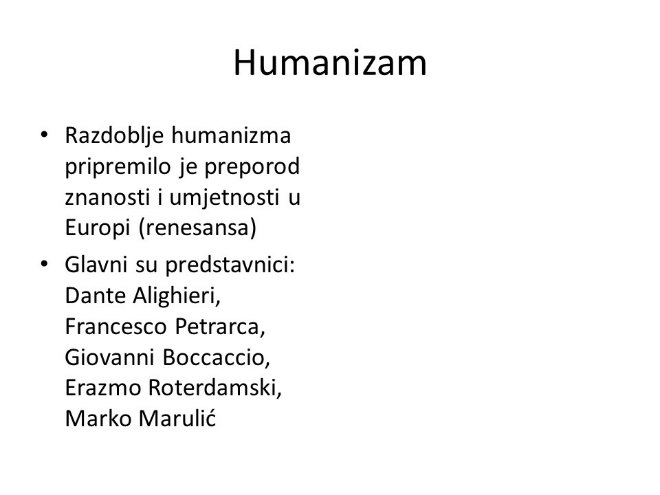 Humanizam
• Razdoblje humanizma
pripremilo je preporod
znanosti i umjetnosti u
Europi (renesansa)
• Glavni su predstavnici:
Dante Alighieri,
Francesco Petrarca,
Giovanni Boccaccio,
Erazmo Roterdamski,
Marko Marulić